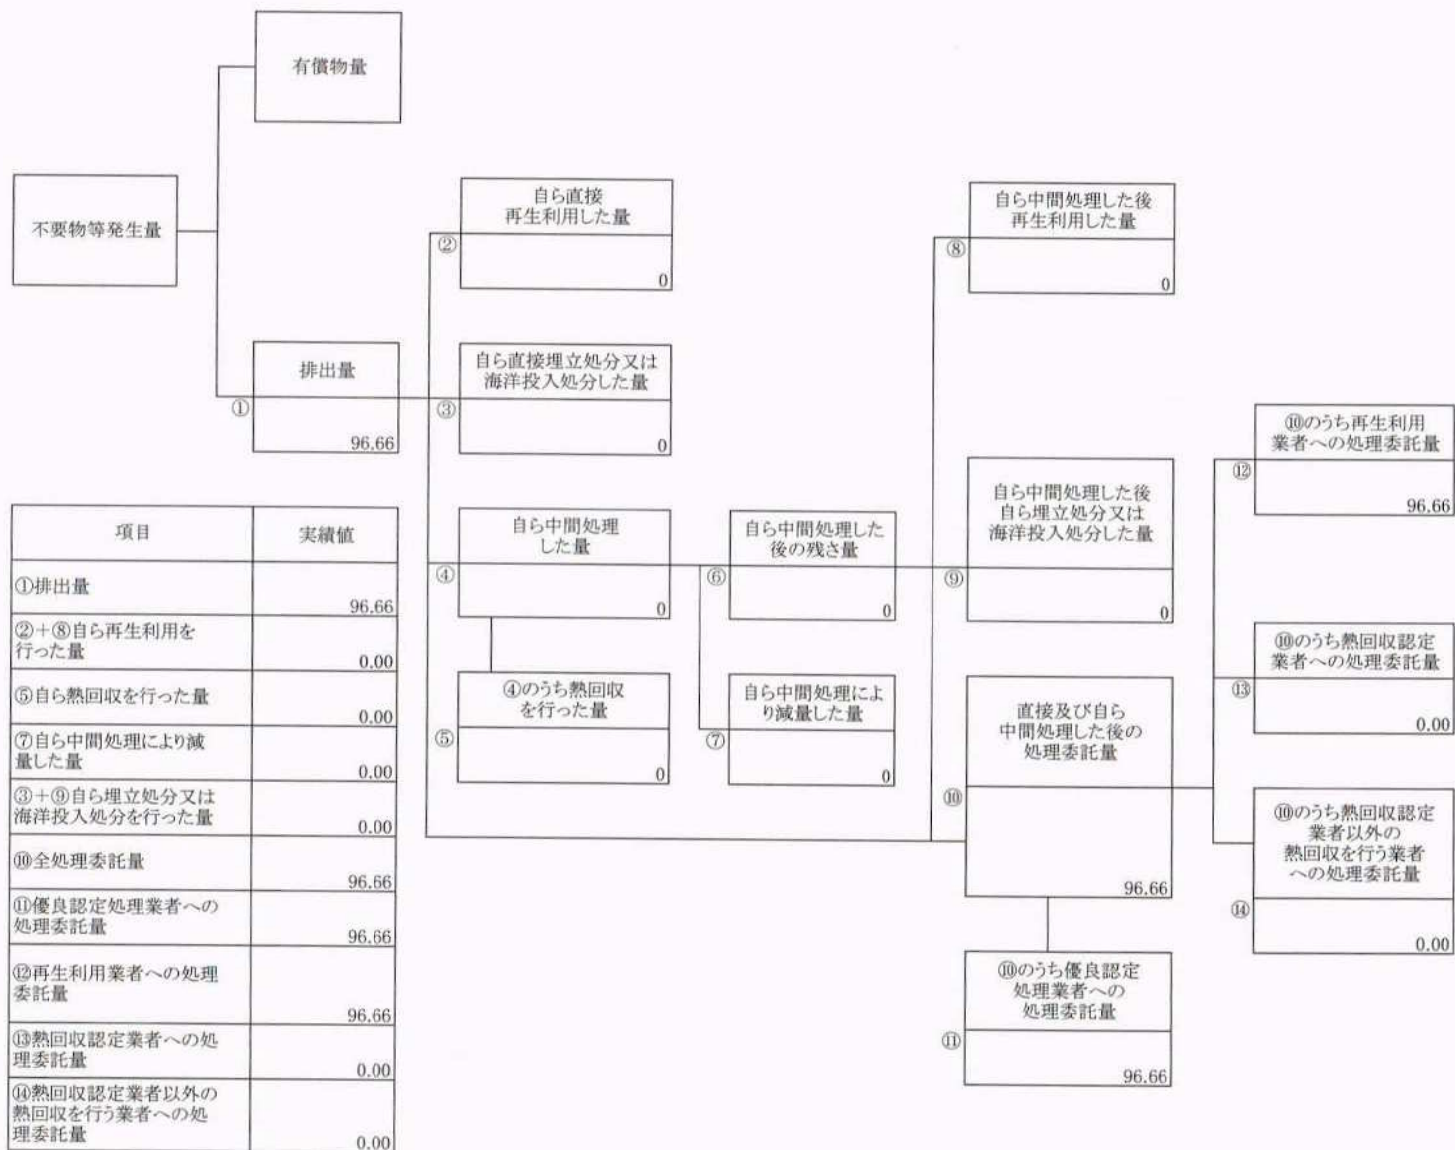 有償物量
不要物等発生量
自ら直接
再生利用した量
②
0
自ら中間処理した後
再生利用した量
⑧
0
排出量
①
96.66
自ら直接埋立処分又は
海洋投入処分した量
③
0
⑩のうち再生利用
業者への処理委託量
⑫
96.66
自ら中間処理
した量
④
0
自ら中間処理した
後の残さ量
⑥
0
自ら中間処理した後
自ら埋立処分又は
海洋投入処分した量
⑨
0
⑩のうち熱回収認定
業者への処理委託量
⑬
0.00
④のうち熱回収
を行った量
⑤
0
自ら中間処理によ
り減量した量
⑦
0
直接及び自ら
中間処理した後の
処理委託量
⑩
96.66
⑩のうち熱回収認定
業者以外の
熱回収を行う業者
への処理委託量
⑭
0.00
⑩のうち優良認定
処理業者への
処理委託量
⑪
96.66
項目 実績値
①排出量
96.66
②+⑧自ら再生利用を
行った量
0.00
⑤自ら熱回収を行った量
0.00
⑦自ら中間処理により減
量した量
0.00
③+⑨自ら埋立処分又は
海洋投入処分を行った量
0.00
⑩全処理委託量
96.66
⑪優良認定処理業者への
処理委託量
96.66
⑫再生利用業者への処理
委託量
96.66
⑬熱回収認定業者への処
理委託量
0.00
⑭熱回収認定業者以外の
熱回収を行う業者への処
理委託量
0.00